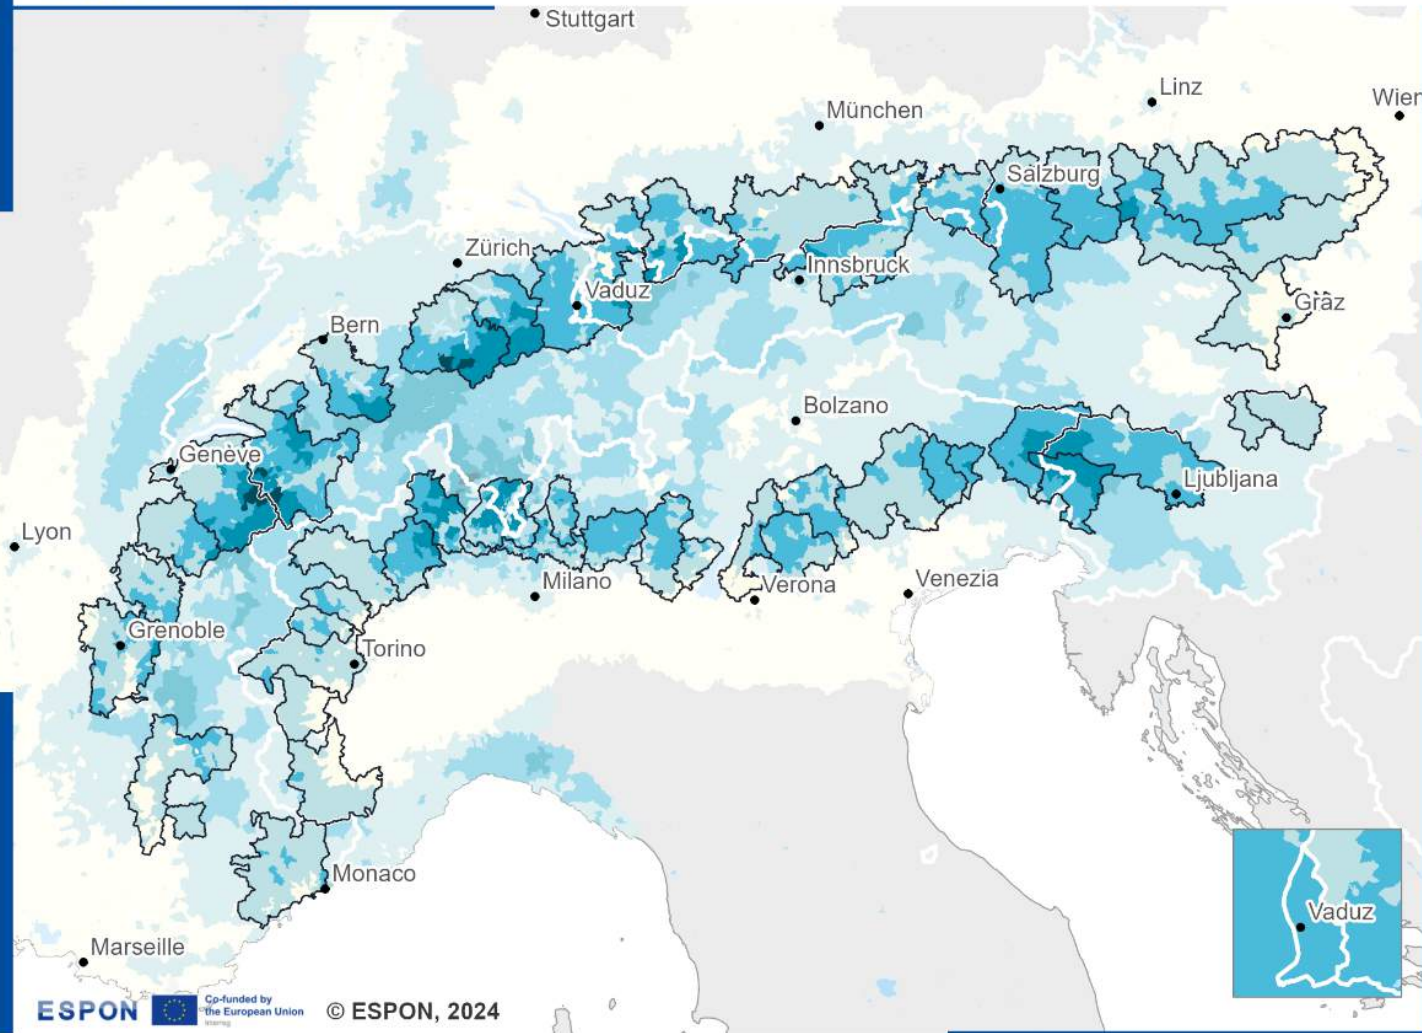 Stuttgart
Linz
Wien
München
Salzburg
Zürich
Innsbruck
Vaduz
Graz
Bern
Bolzano
Genève
Ljubljana
Lyon
Milano
Verona
Venezia
Grenoble
Torino
Monaco
Vaduz
Marseille
ESPON
Co-funded by
the European Union
Interreg
© ESPON, 2024